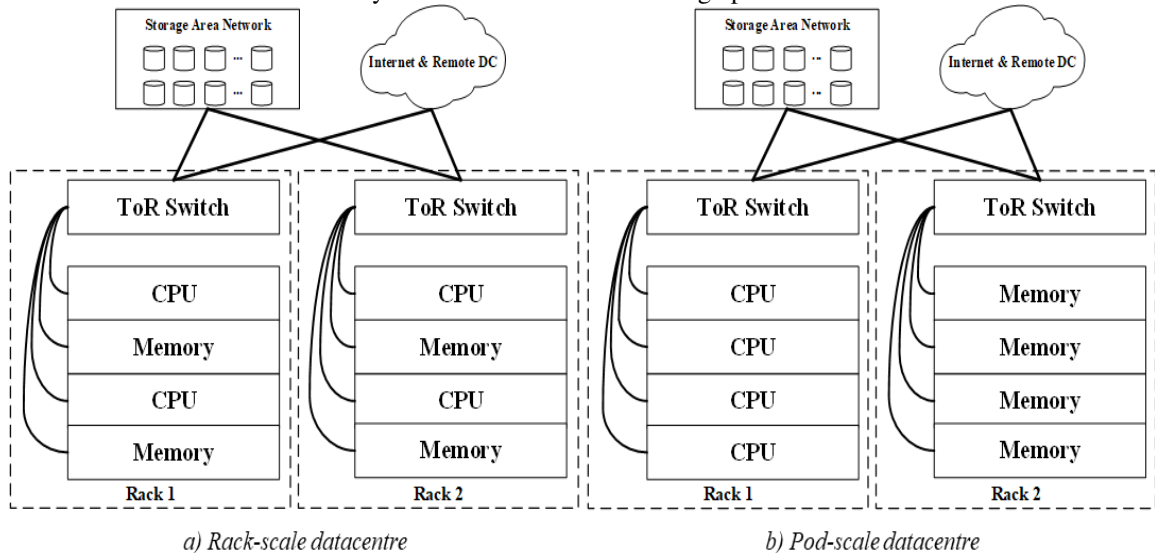 Storage Area Network
...
...
Internet & Remote DC
ToR Switch
CPU
Memory
CPU
Memory
Rack 1
ToR Switch
CPU
Memory
CPU
Memory
Rack 2
a) Rack-scale datacentre
Storage Area Network
...
...
Internet & Remote DC
ToR Switch
CPU
CPU
CPU
CPU
Rack 1
ToR Switch
Memory
Memory
Memory
Memory
Rack 2
b) Pod-scale datacentre